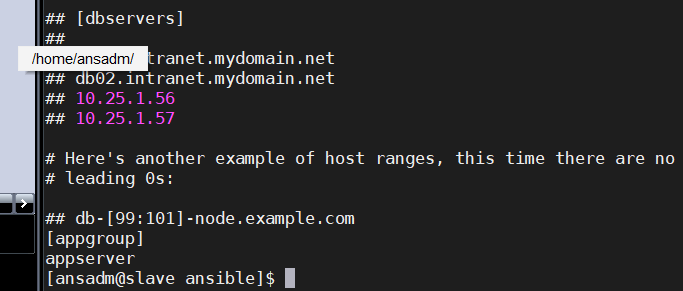 ## [dbservers]
##
/home/ansadm/
ntranet.mydomain.net
## db02.intranet.mydomain.net
## 10.25.1.56
## 10.25.1.57
# Here's another example of host ranges, this time there are no
# leading 0s:
## db-[99:101]-node.example.com
[appgroup]
appserver
[ansadm@slave ansible]$